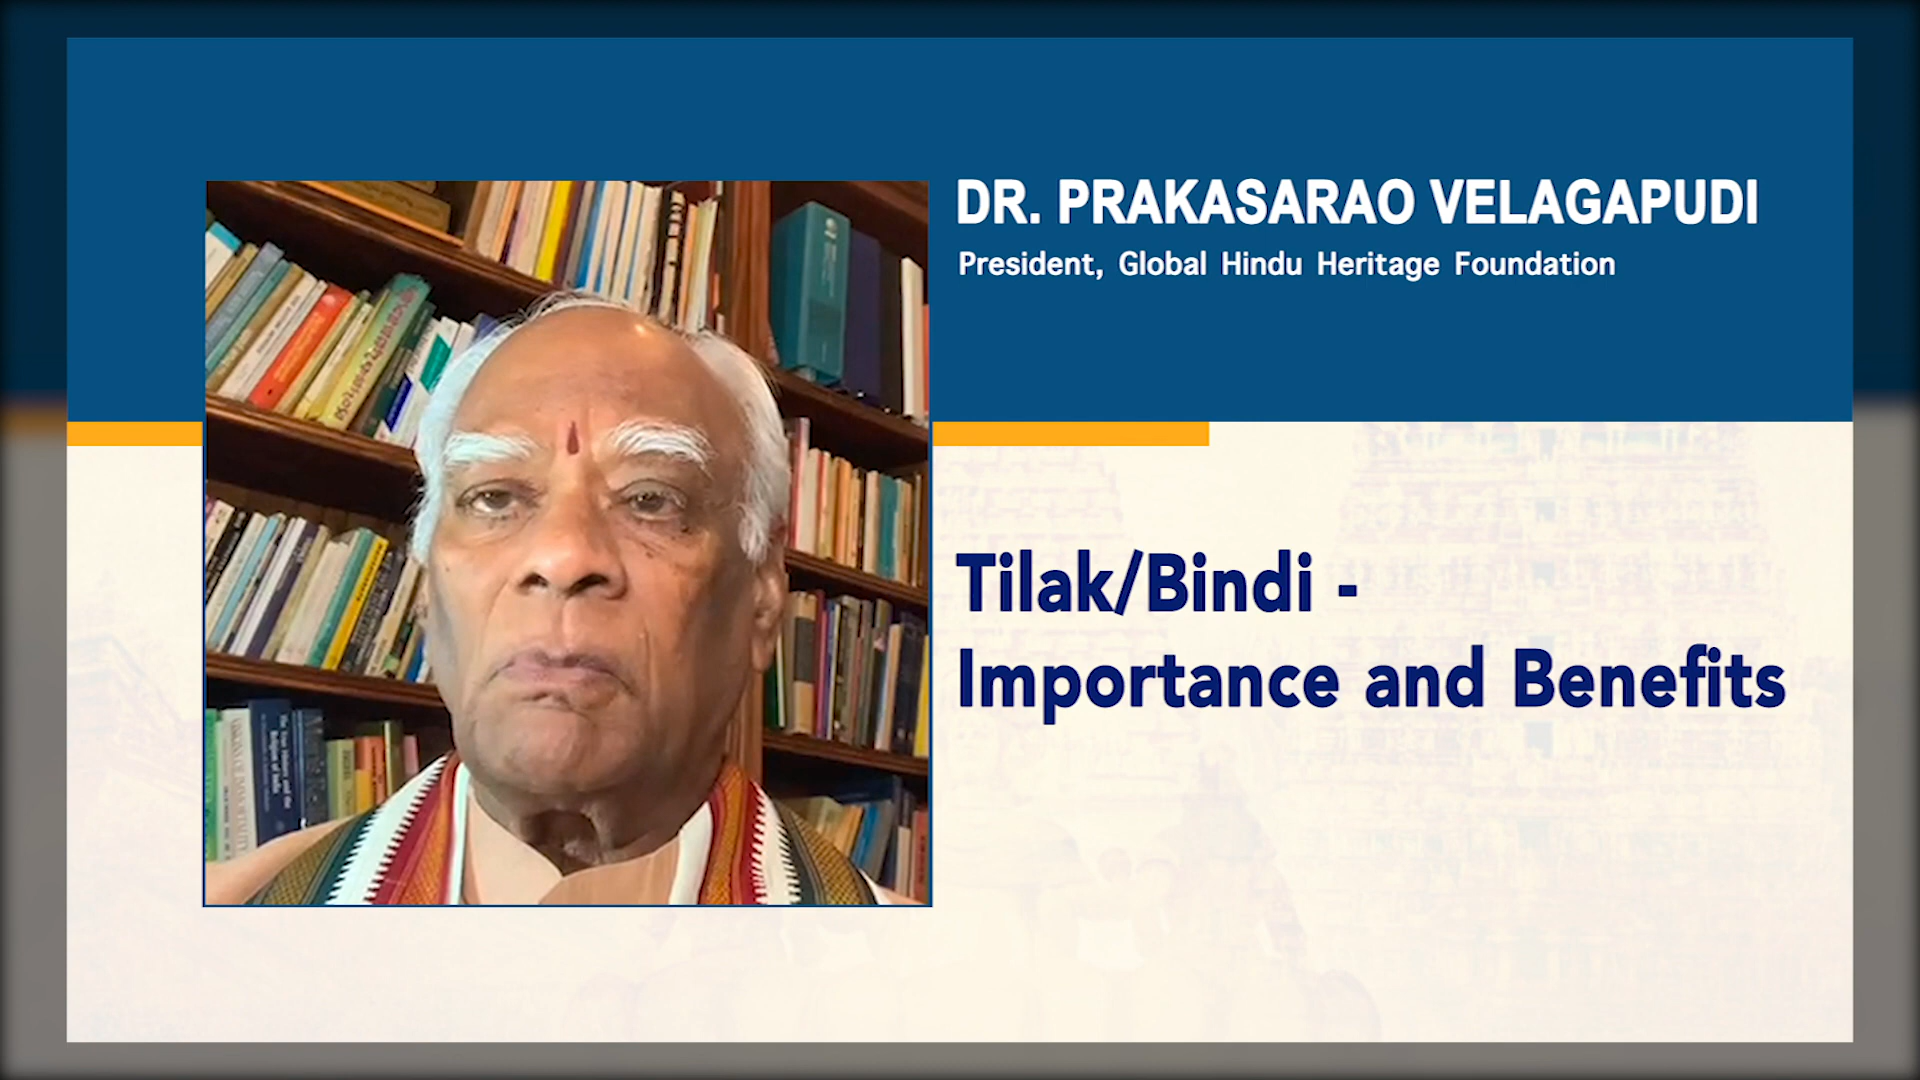 DR. PRAKASARAO VELAGAPUDI
President, Global Hindu Heritage Foundation
Tilak/Bindi -
Importance and Benefits